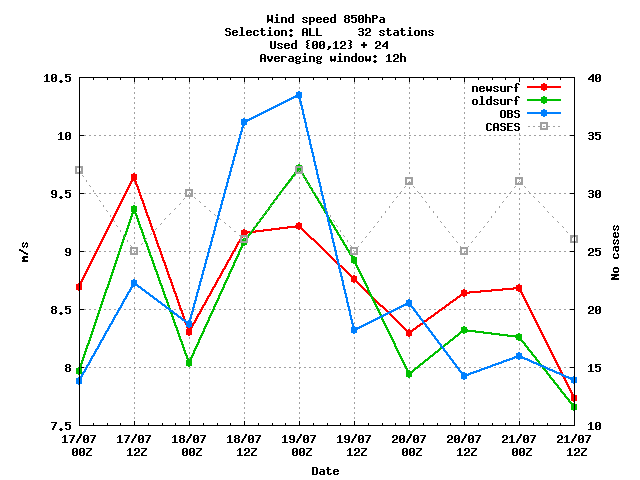 Wind speed 850hPa
Selection: ALL 32 stations
Used {00,12} + 24
Averaging window: 12h
10.5
10
9.5
9
8.5
8
7.5
m/s
40
35
30
25
20
15
10
No cases
newsurf
oldsurf
OBS
CASES
17/07 17/07 18/07 18/07 19/07 19/07 20/07 20/07 21/07 21/07
00Z 12Z 00Z 12Z 00Z 12Z 00Z 12Z 00Z 12Z
Date